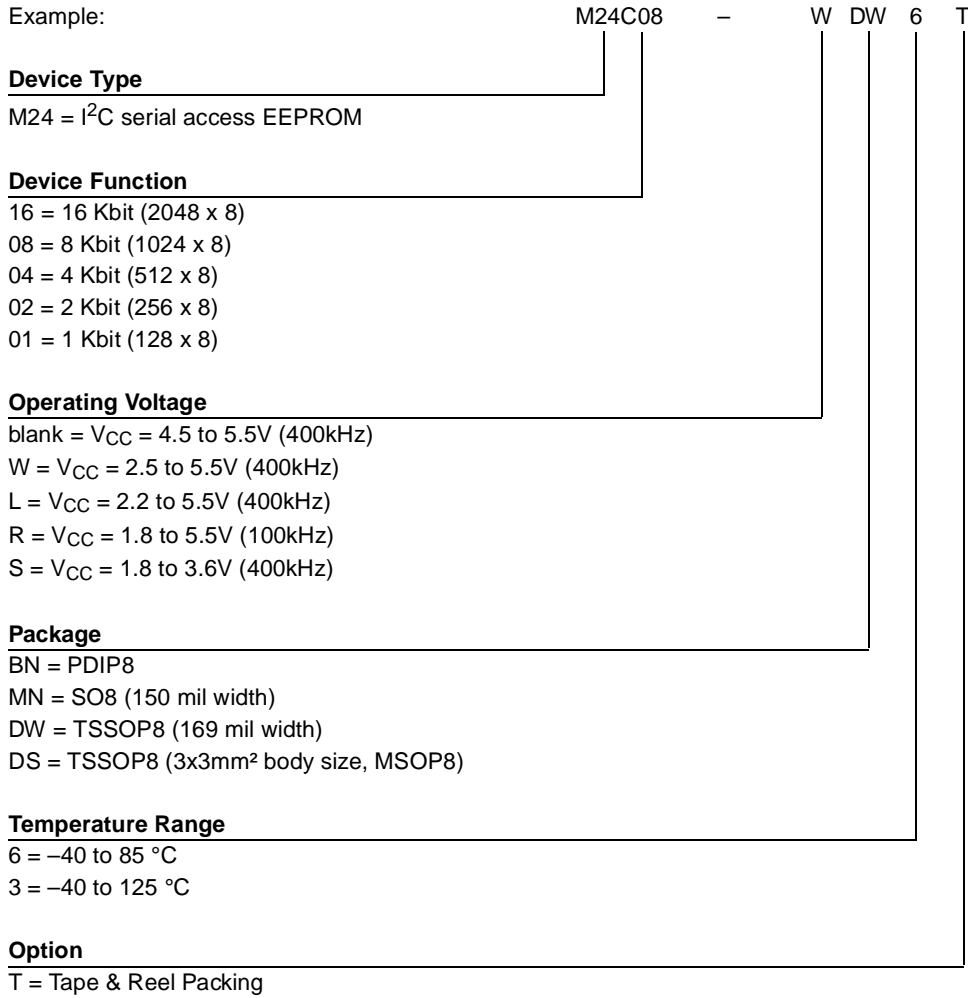 Example: M24C08 – W DW 6 T
Device Type
M24 = I²C serial access EEPROM
Device Function
16 = 16 Kbit (2048 x 8)
08 = 8 Kbit (1024 x 8)
04 = 4 Kbit (512 x 8)
02 = 2 Kbit (256 x 8)
01 = 1 Kbit (128 x 8)
Operating Voltage
blank = VCC = 4.5 to 5.5V (400kHz)
W = VCC = 2.5 to 5.5V (400kHz)
L = VCC = 2.2 to 5.5V (400kHz)
R = VCC = 1.8 to 5.5V (100kHz)
S = VCC = 1.8 to 3.6V (400kHz)
Package
BN = PDIP8
MN = SO8 (150 mil width)
DW = TSSOP8 (169 mil width)
DS = TSSOP8 (3x3mm² body size, MSOP8)
Temperature Range
6 = –40 to 85 °C
3 = –40 to 125 °C
Option
T = Tape & Reel Packing